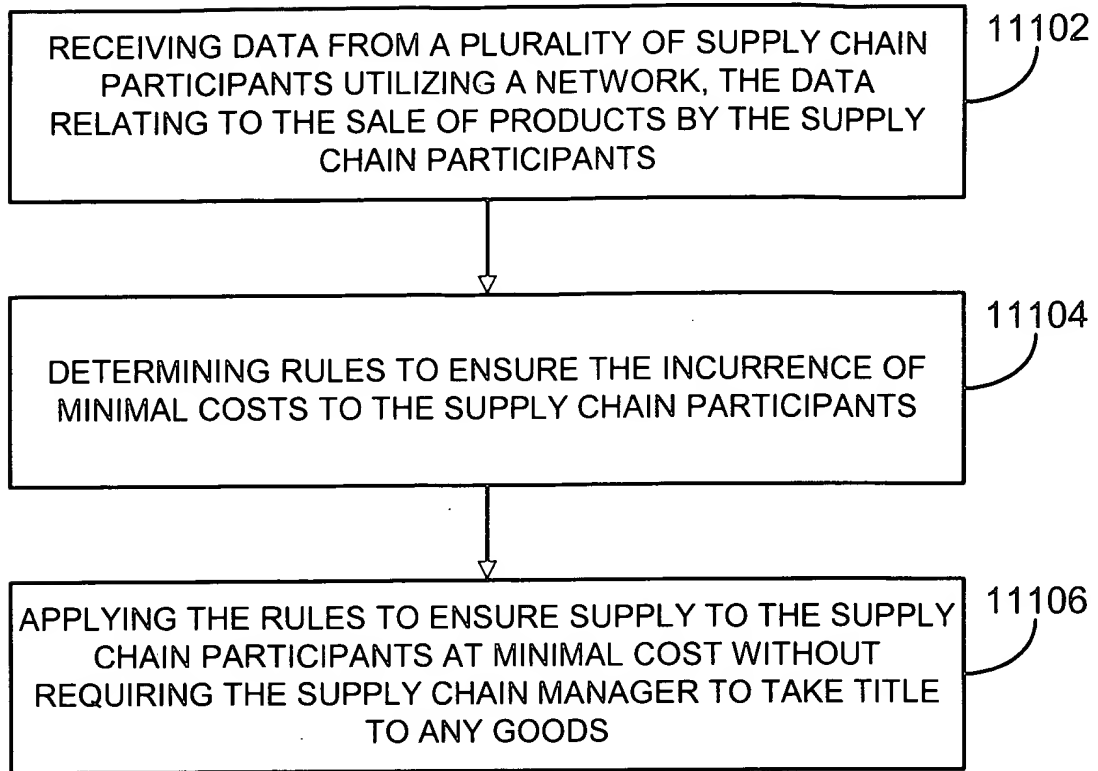 RECEIVING DATA FROM A PLURALITY OF SUPPLY CHAIN
PARTICIPANTS UTILIZING A NETWORK, THE DATA
RELATING TO THE SALE OF PRODUCTS BY THE SUPPLY
CHAIN PARTICIPANTS
11102
DETERMINING RULES TO ENSURE THE INCURRENCE OF
MINIMAL COSTS TO THE SUPPLY CHAIN PARTICIPANTS
11104
APPLYING THE RULES TO ENSURE SUPPLY TO THE SUPPLY
CHAIN PARTICIPANTS AT MINIMAL COST WITHOUT
REQUIRING THE SUPPLY CHAIN MANAGER TO TAKE TITLE
TO ANY GOODS
11106